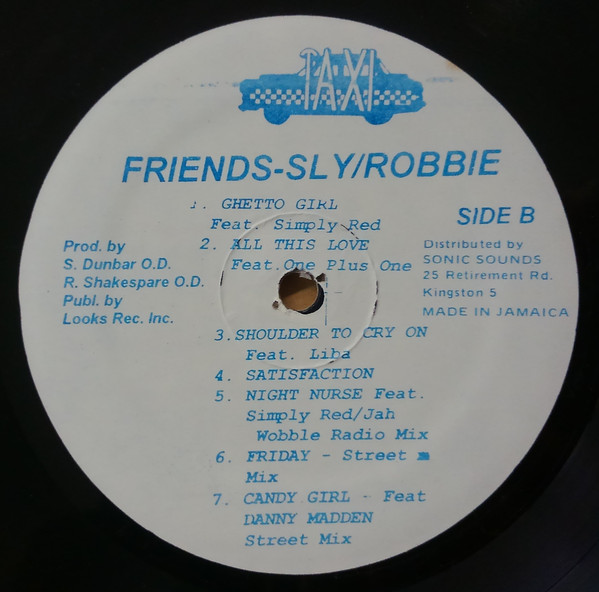 TAXI
FRIENDS-SLY/ROBBIE
1. GHETTO GIRL
Feat. Simply Red
SIDE B
2. ALL THIS LOVE
Feat.One Plus One
Prod. by
S. Dunbar O.D.
R. Shakespare O.D.
Publ. by
Looks Rec. Inc.
Distributed by
SONIC SOUNDS
25 Retirement Rd.
Kingston 5
MADE IN JAMAICA
3.SHOULDER TO CRY ON
Feat. Liba
4. SATISFACTION
5. NIGHT NURSE Feat.
Simply Red/Jah
Wobble Radio Mix
6. FRIDAY - Street
Mix
7. CANDY GIRL - Feat
DANNY MADDEN
Street Mix